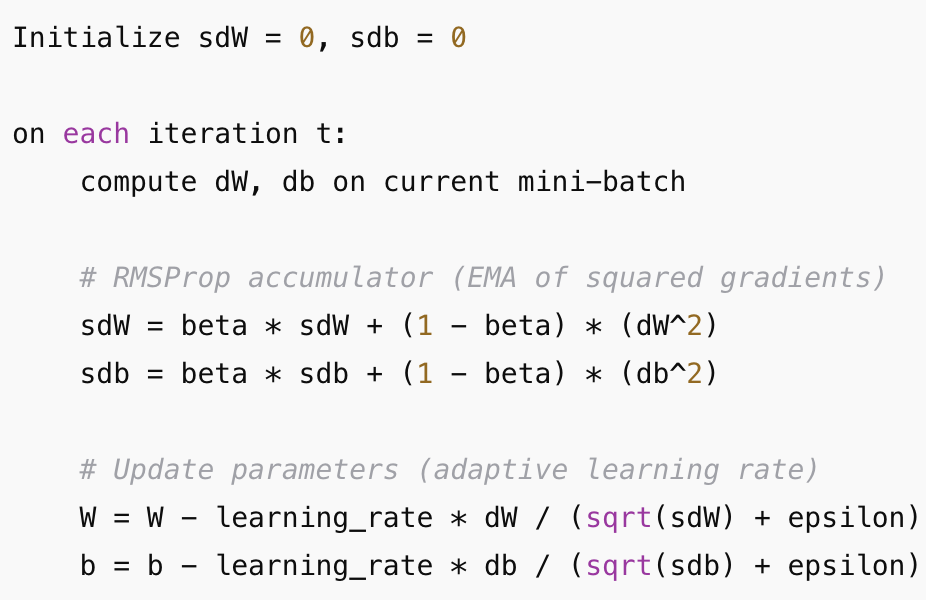 Initialize sdW = 0, sdb = 0
on each iteration t:
compute dW, db on current mini-batch
# RMSProp accumulator (EMA of squared gradients)
sdW = beta * sdW + (1 - beta) * (dW^2)
sdb = beta * sdb + (1 - beta) * (db^2)
# Update parameters (adaptive learning rate)
W = W - learning_rate * dW / (sqrt(sdW) + epsilon)
b = b - learning_rate * db / (sqrt(sdb) + epsilon)